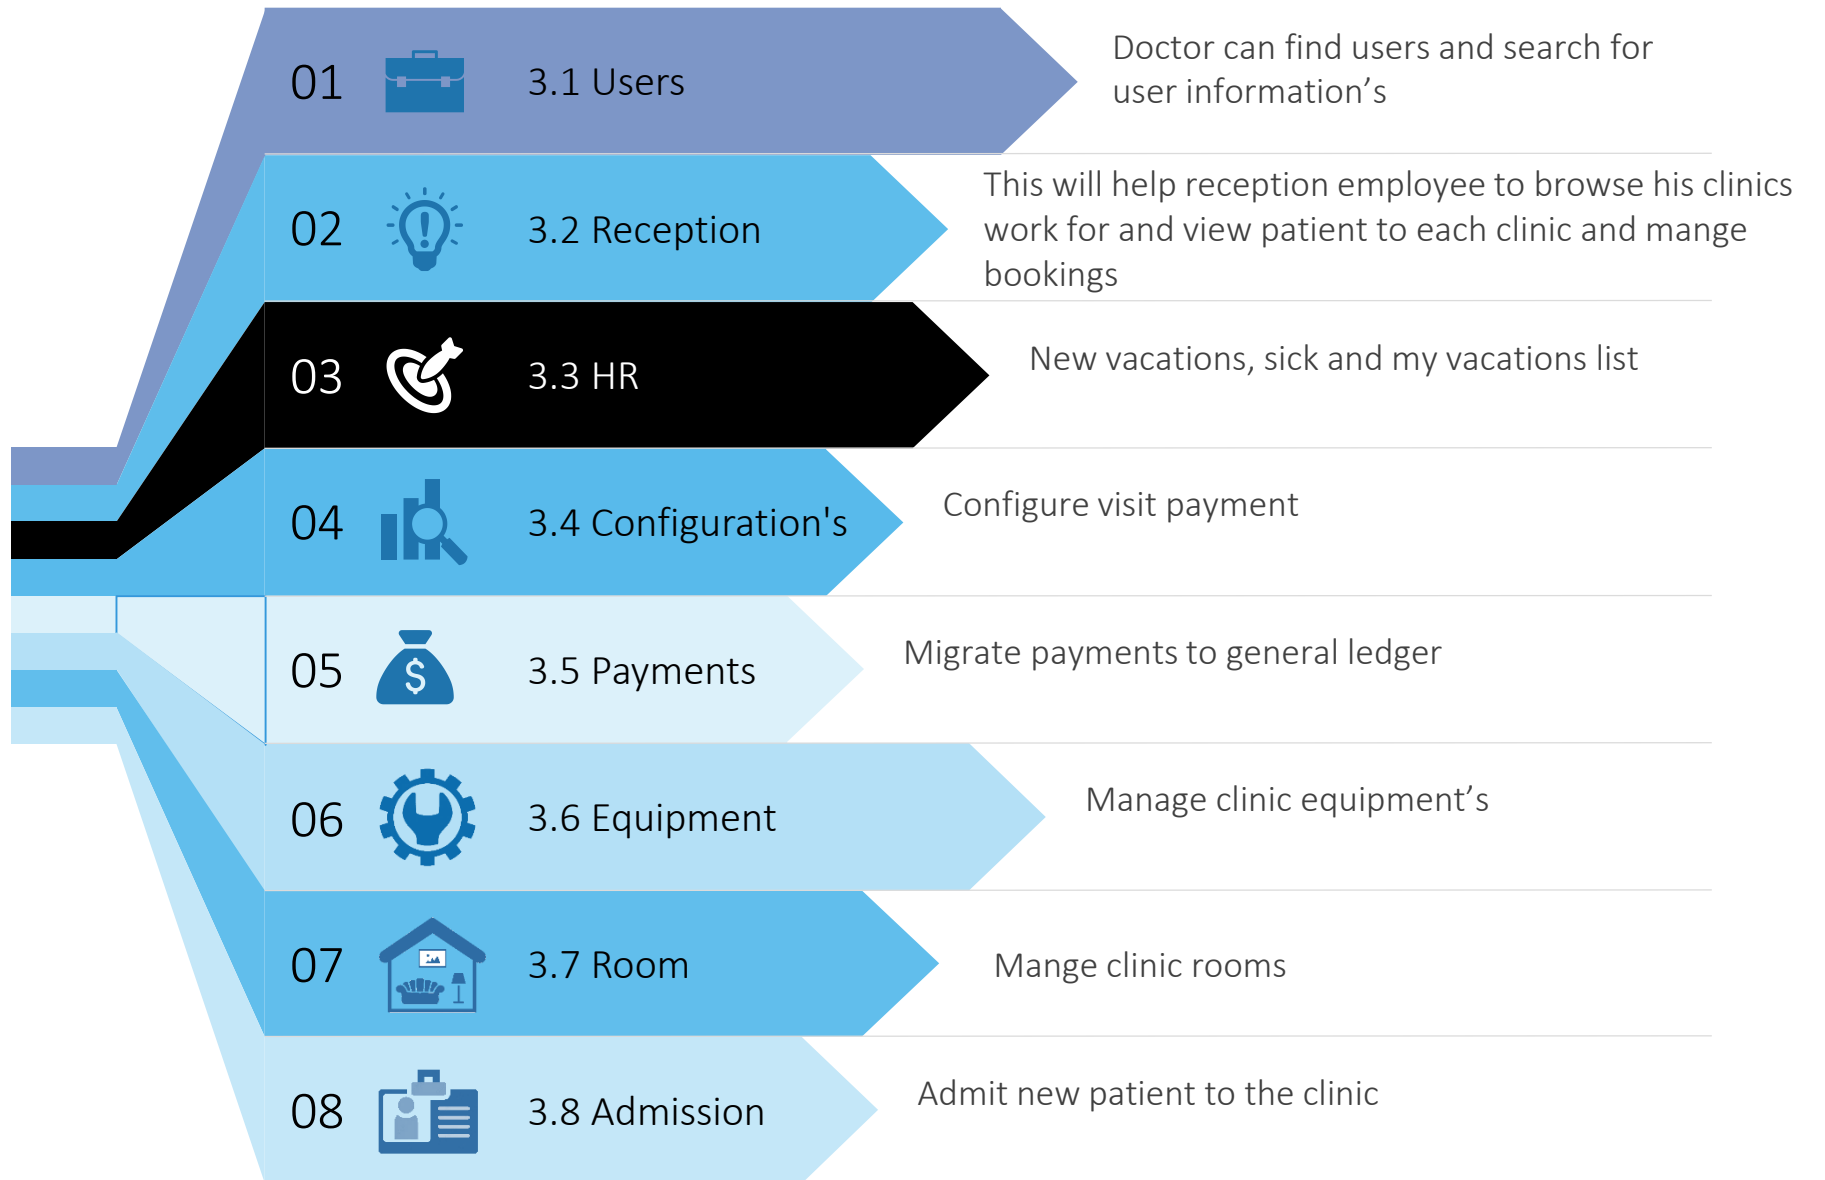 01
3.1 Users
Doctor can find users and search for
user information’s
02
3.2 Reception
This will help reception employee to browse his clinics
work for and view patient to each clinic and mange
bookings
03
3.3 HR
New vacations, sick and my vacations list
04
3.4 Configuration's
Configure visit payment
05
$
3.5 Payments
Migrate payments to general ledger
06
3.6 Equipment
Manage clinic equipment’s
07
3.7 Room
Mange clinic rooms
08
3.8 Admission
Admit new patient to the clinic